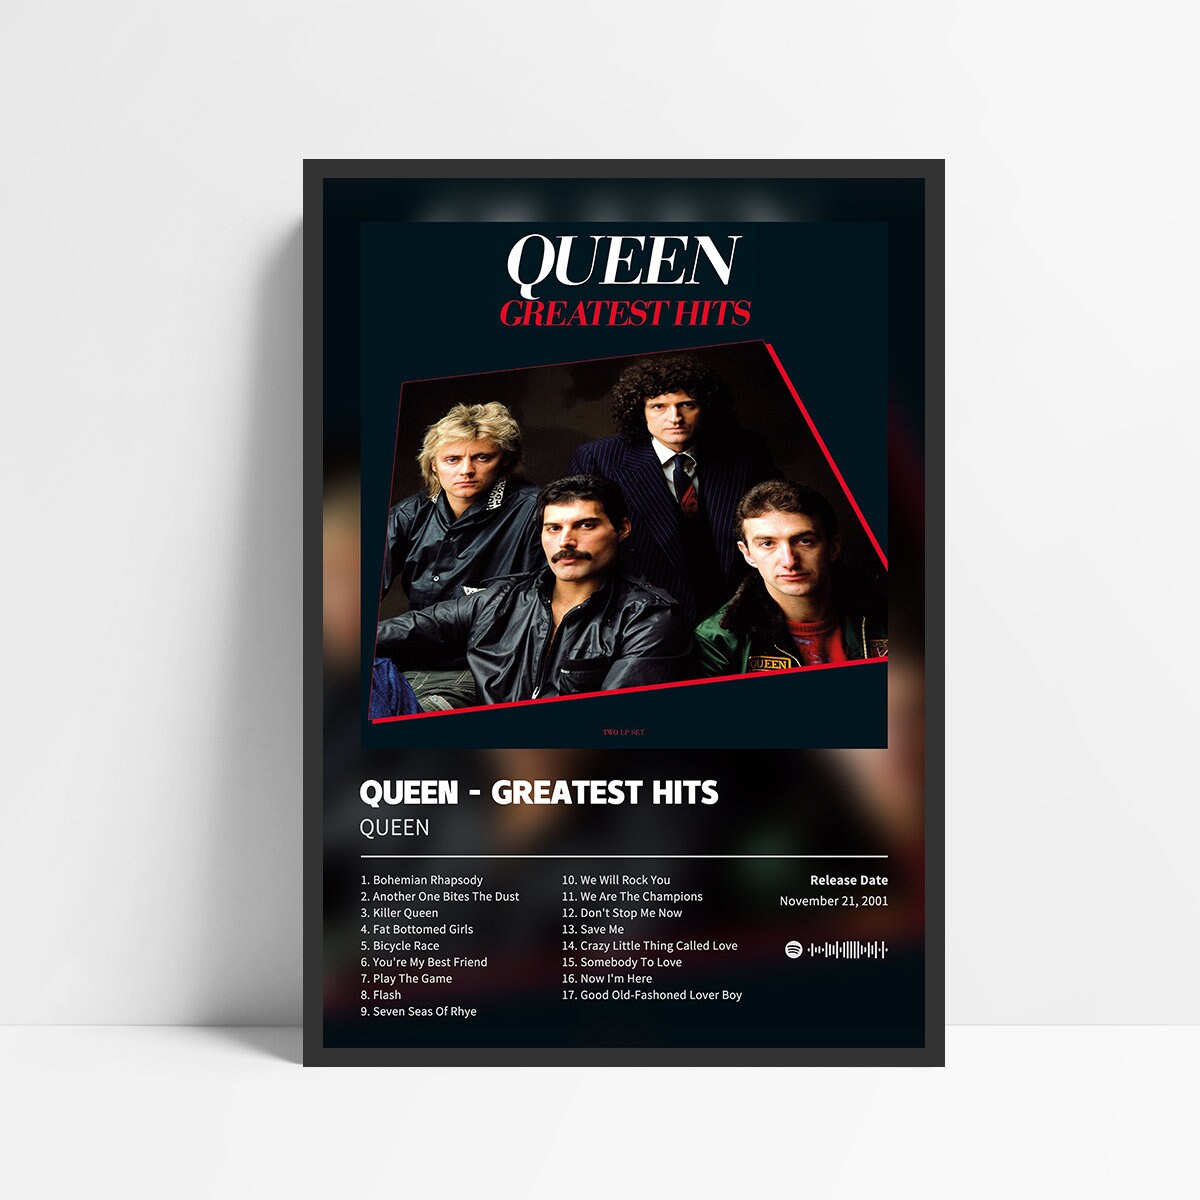 QUEEN
GREATEST HITS
QUEEN
TWO LP SET
QUEEN - GREATEST HITS
QUEEN
1. Bohemian Rhapsody
2. Another One Bites The Dust
3. Killer Queen
4. Fat Bottomed Girls
5. Bicycle Race
6. You're My Best Friend
7. Play The Game
8. Flash
9. Seven Seas Of Rhye
10. We Will Rock You
11. We Are The Champions
12. Don't Stop Me Now
13. Save Me
14. Crazy Little Thing Called Love
15. Somebody To Love
16. Now I'm Here
17. Good Old-Fashoned Lover Boy
Release Date
November 21, 2001